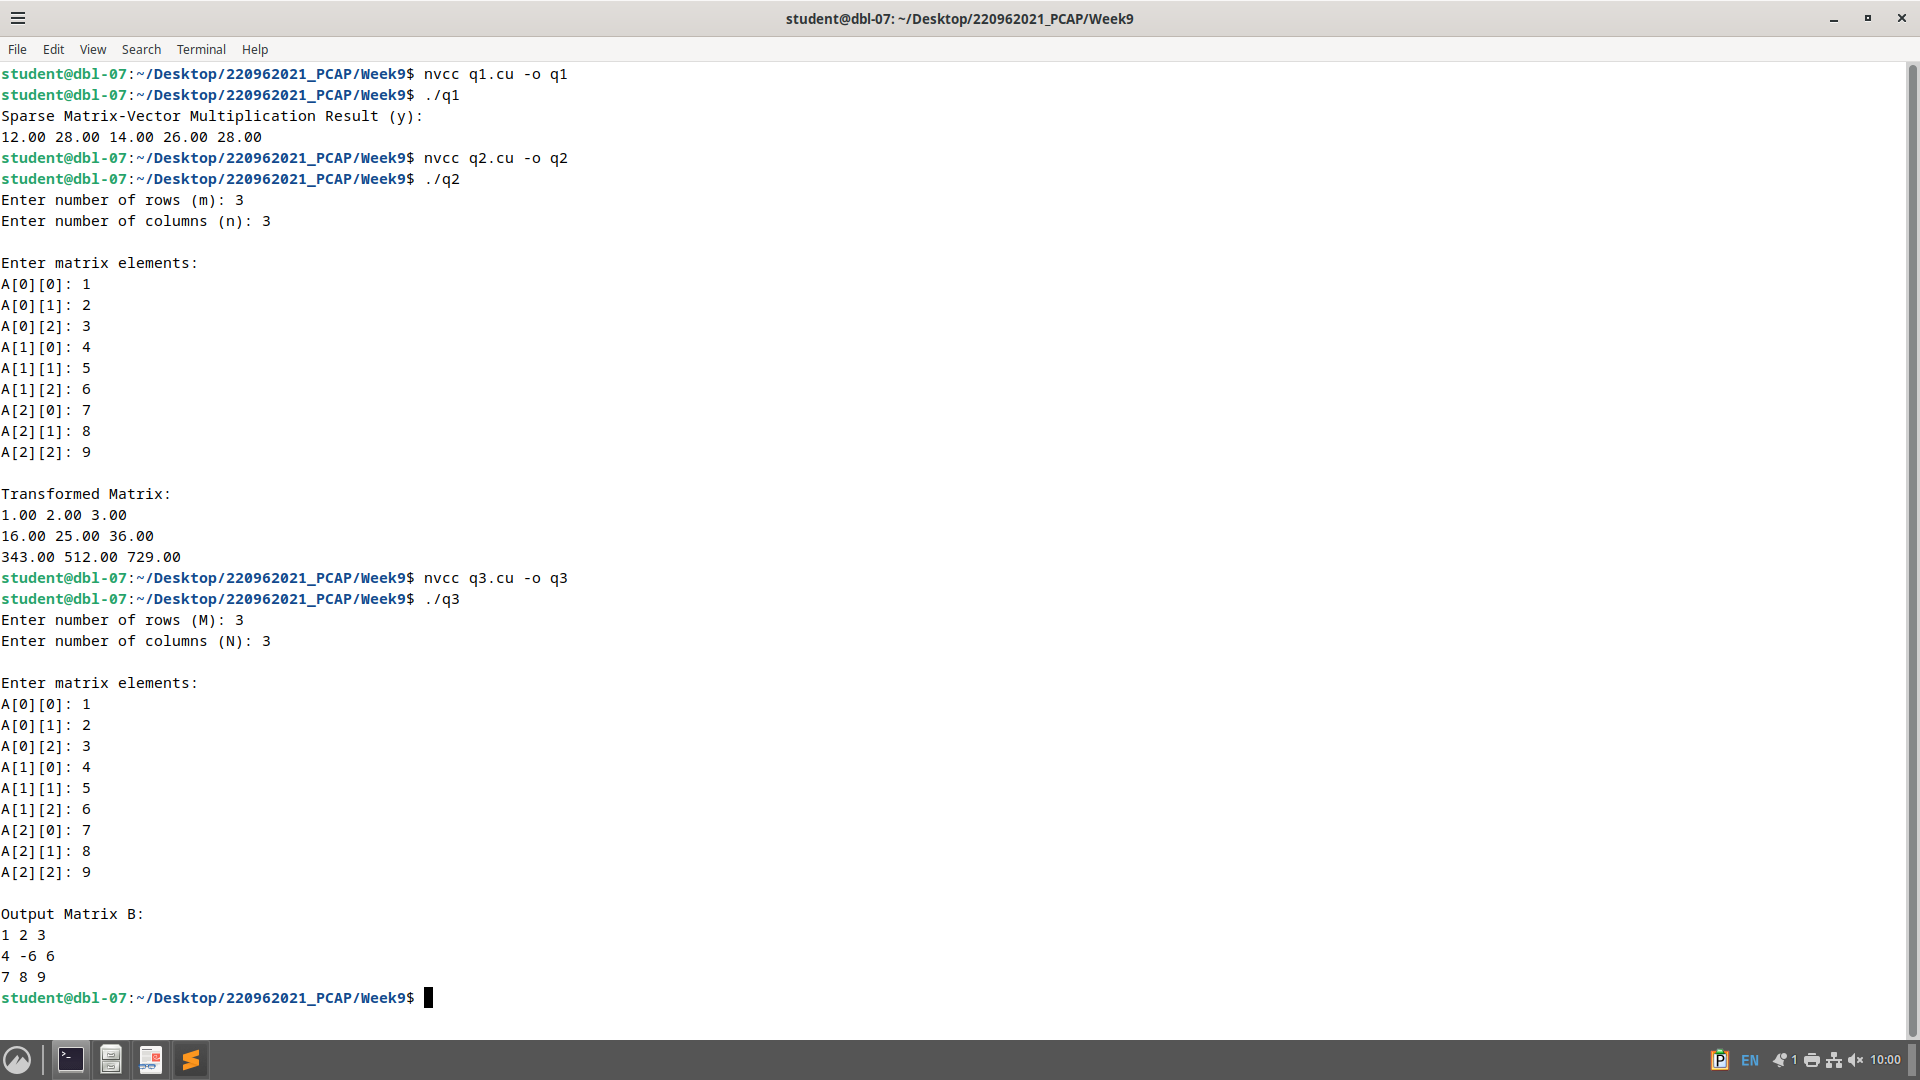 student@dbl-07: ~/Desktop/220962021_PCAP/Week9
File Edit View Search Terminal Help
student@dbl-07:~/Desktop/220962021_PCAP/Week9$ nvcc q1.cu -o q1
student@dbl-07:~/Desktop/220962021_PCAP/Week9$ ./q1
Sparse Matrix-Vector Multiplication Result (y):
12.00 28.00 14.00 26.00 28.00
student@dbl-07:~/Desktop/220962021_PCAP/Week9$ nvcc q2.cu -o q2
student@dbl-07:~/Desktop/220962021_PCAP/Week9$ ./q2
Enter number of rows (m): 3
Enter number of columns (n): 3
Enter matrix elements:
A[0][0]: 1
A[0][1]: 2
A[0][2]: 3
A[1][0]: 4
A[1][1]: 5
A[1][2]: 6
A[2][0]: 7
A[2][1]: 8
A[2][2]: 9
Transformed Matrix:
1.00 2.00 3.00
16.00 25.00 36.00
343.00 512.00 729.00
student@dbl-07:~/Desktop/220962021_PCAP/Week9$ nvcc q3.cu -o q3
student@dbl-07:~/Desktop/220962021_PCAP/Week9$ ./q3
Enter number of rows (M): 3
Enter number of columns (N): 3
Enter matrix elements:
A[0][0]: 1
A[0][1]: 2
A[0][2]: 3
A[1][0]: 4
A[1][1]: 5
A[1][2]: 6
A[2][0]: 7
A[2][1]: 8
A[2][2]: 9
Output Matrix B:
1 2 3
4 -6 6
7 8 9
student@dbl-07:~/Desktop/220962021_PCAP/Week9$
P EN 1 10:00